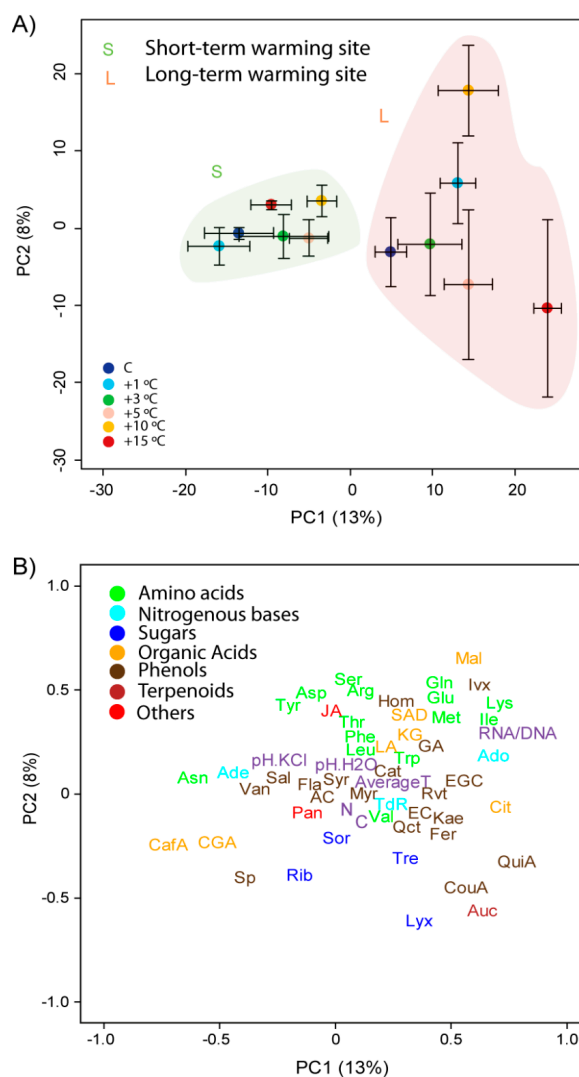 A)
S Short-term warming site
L Long-term warming site
L
S
PC2 (8%)
20
10
0
-10
-20
-30
C
+1 ºC
+3 ºC
+5 ºC
+10 ºC
+15 ºC
-30 -20 -10 0 10 20
PC1 (13%)
B)
Amino acids
Nitrogenous bases
Sugars
Organic Acids
Phenols
Terpenoids
Others
PC2 (8%)
1.0
0.5
0
-0.5
-1.0
Mal
Ser Gln Ivx
Asp Arg Glu
Tyr JA Hom Lys
Thr SAD Met Ile
Phe KG RNA/DNA
Leu LA GA
pH.KCl pH.H2O Trp Ado
Asn Ade Sal Syr Cat
Van Fla AverageT EGC
AC Myr Rvt
Pan N TdR EC Cit
C Val Kae
Sor Qct Fer
CafA CGA
Tre QuiA
Sp Rib CouA
Lyx Auc
-1.0 -0.5 0 0.5 1.0
PC1 (13%)